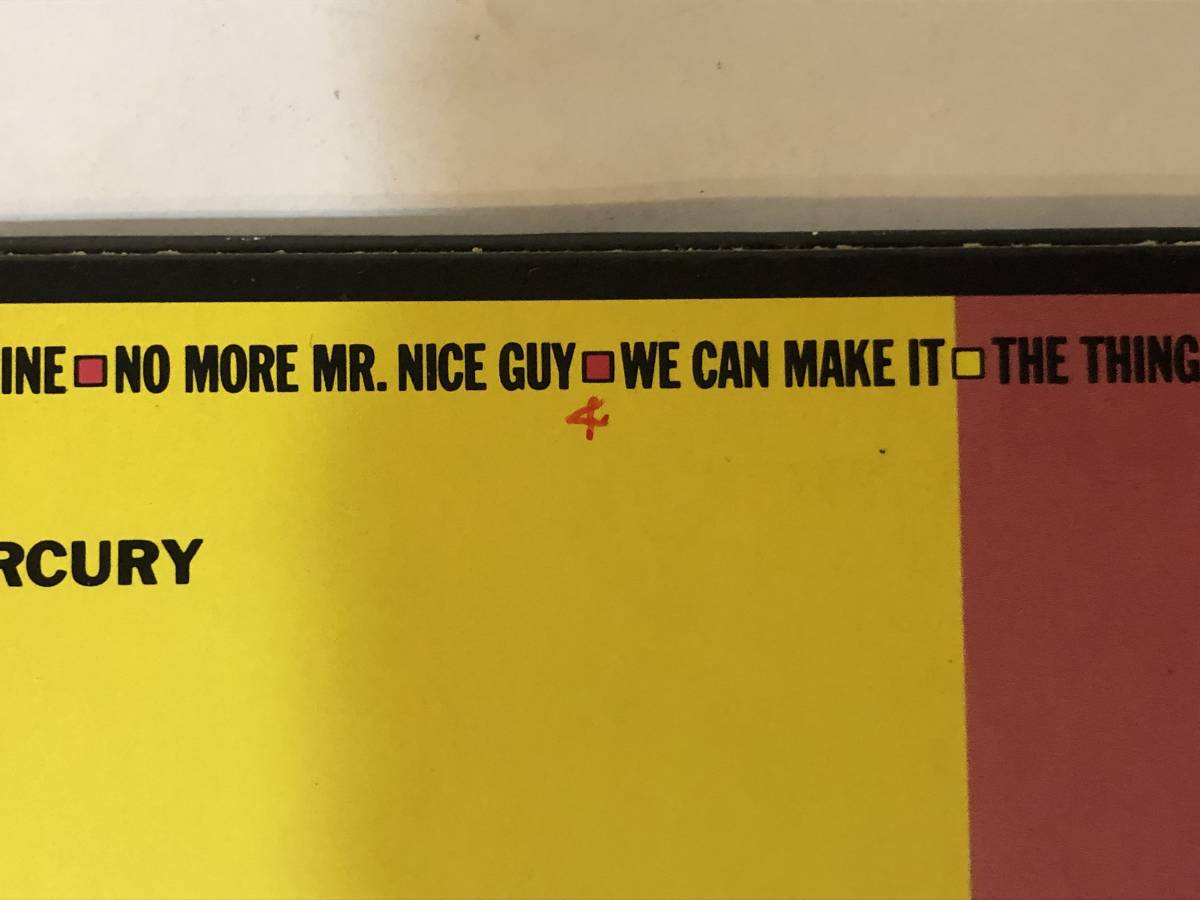 INE NO MORE MR. NICE GUY WE CAN MAKE IT THE THING
4
RCURY